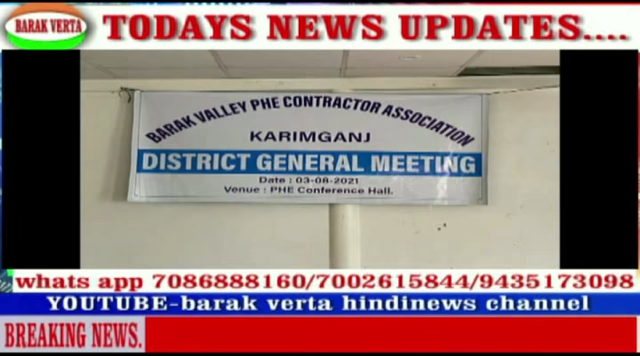 BARAK VERTA
TODAYS NEWS UPDATES....
BARAK VALLEY PHE CONTRACTOR ASSOCIATION
KARIMGANJ
DISTRICT GENERAL MEETING
Date : 03-08-2021
Venue : PHE Conference Hall.
whats app 7086888160/7002615844/9435173098
YOUTUBE-barak verta hindinews channel
BREAKING NEWS.